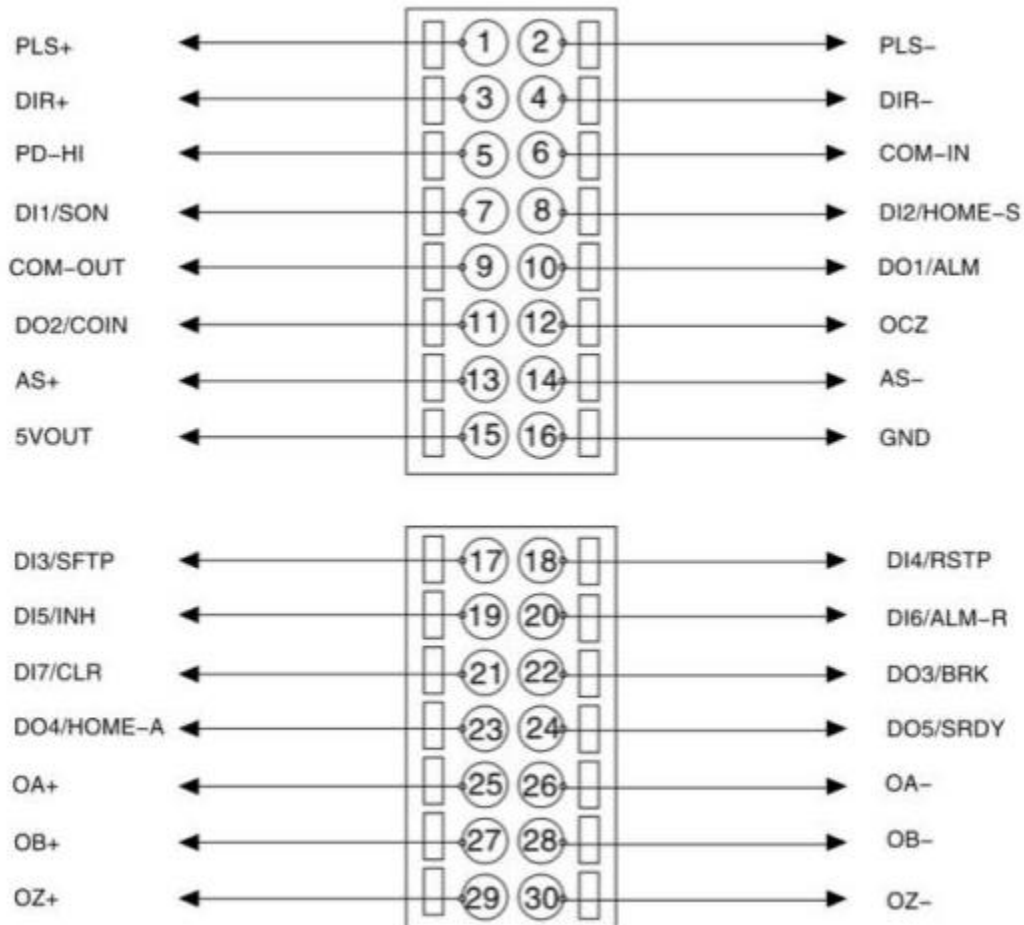 PLS+ 1 2 PLS-
DIR+ 3 4 DIR-
PD-HI 5 6 COM-IN
DI1/SON 7 8 DI2/HOME-S
COM-OUT 9 10 DO1/ALM
DO2/COIN 11 12 OCZ
AS+ 13 14 AS-
5VOUT 15 16 GND
DI3/SFTP 17 18 DI4/RSTP
DI5/INH 19 20 DI6/ALM-R
DI7/CLR 21 22 DO3/BRK
DO4/HOME-A 23 24 DO5/SRDY
OA+ 25 26 OA-
OB+ 27 28 OB-
OZ+ 29 30 OZ-